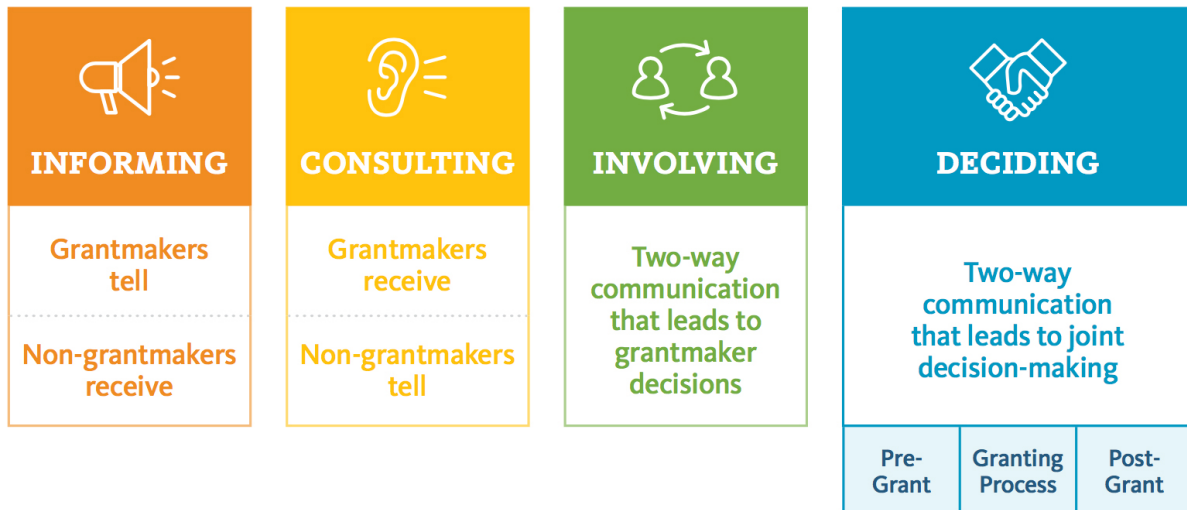 INFORMING
Grantmakers
tell
Non-grantmakers
receive
CONSULTING
Grantmakers
receive
Non-grantmakers
tell
INVOLVING
Two-way
communication
that leads to
grantmaker
decisions
DECIDING
Two-way
communication
that leads to joint
decision-making
Pre-
Grant
Granting
Process
Post-
Grant